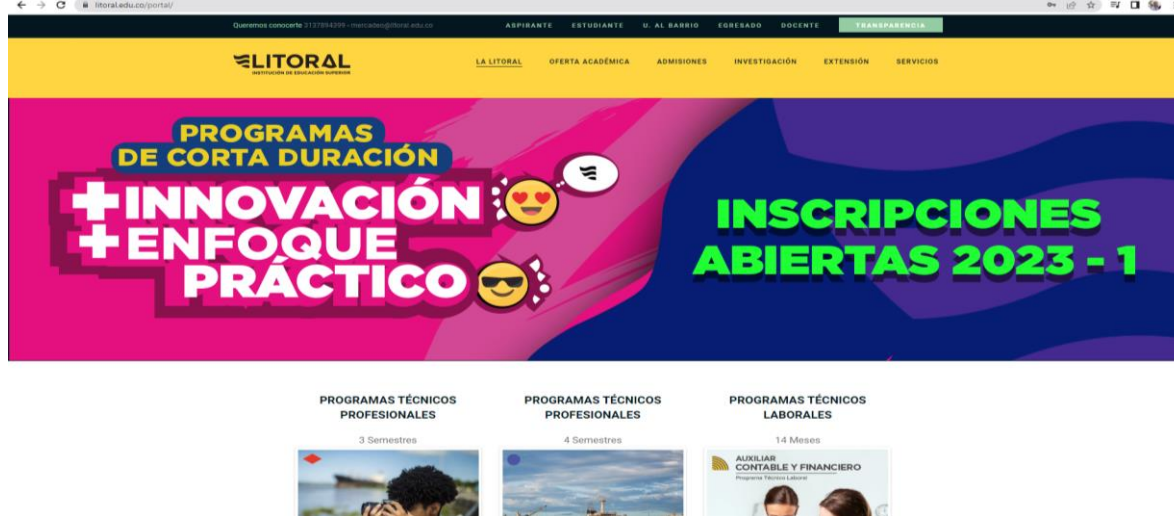 litoral.edu.co/portal/
Queremos conocerte 3137894399 - mercadeo@litoral.edu.co
ASPIRANTE ESTUDIANTE U. AL BARRIO EGRESADO DOCENTE TRANSPARENCIA
LITORAL
INSTITUCIÓN DE EDUCACIÓN SUPERIOR
LA LITORAL OFERTA ACADÉMICA ADMISIONES INVESTIGACIÓN EXTENSIÓN SERVICIOS
PROGRAMAS
DE CORTA DURACIÓN
+INNOVACIÓN
+ENFOQUE
PRÁCTICO
INSCRIPCIONES
ABIERTAS 2023 - 1
PROGRAMAS TÉCNICOS
PROFESIONALES
3 Semestres
PROGRAMAS TÉCNICOS
PROFESIONALES
4 Semestres
PROGRAMAS TÉCNICOS
LABORALES
14 Meses
AUXILIAR
CONTABLE Y FINANCIERO
Programa Técnico Laboral